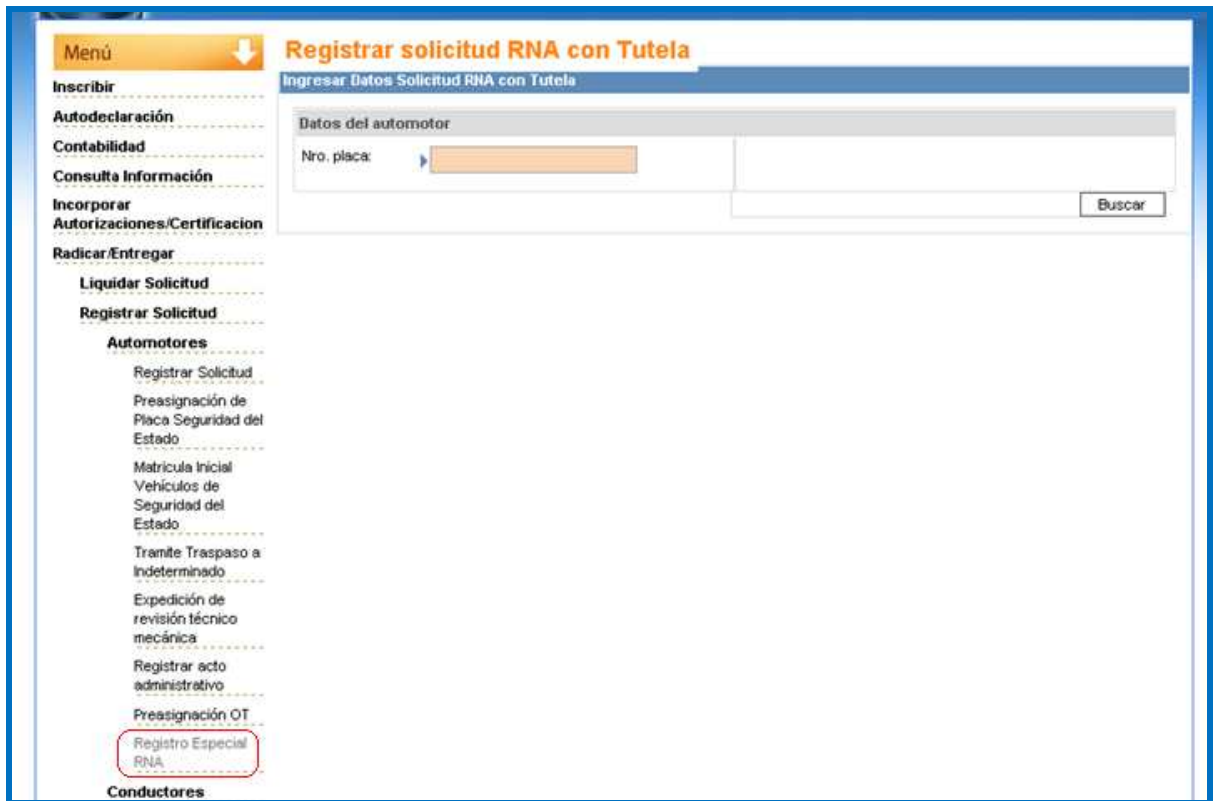 Menú
Inscribir
Autodeclaración
Contabilidad
Consulta Información
Incorporar
Autorizaciones/Certificacion
Radicar/Entregar
Liquidar Solicitud
Registrar Solicitud
Automotores
Registrar Solicitud
Preasignación de
Placa Seguridad del
Estado
Matricula Inicial
Vehículos de
Seguridad del
Estado
Tramite Traspaso a
Indeterminado
Expedición de
revisión técnico
mecánica
Registrar acto
administrativo
Preasignación OT
Registro Especial
RNA
Conductores
Registrar solicitud RNA con Tutela
Ingresar Datos Solicitud RNA con Tutela
Datos del automotor
Nro. placa:
Buscar